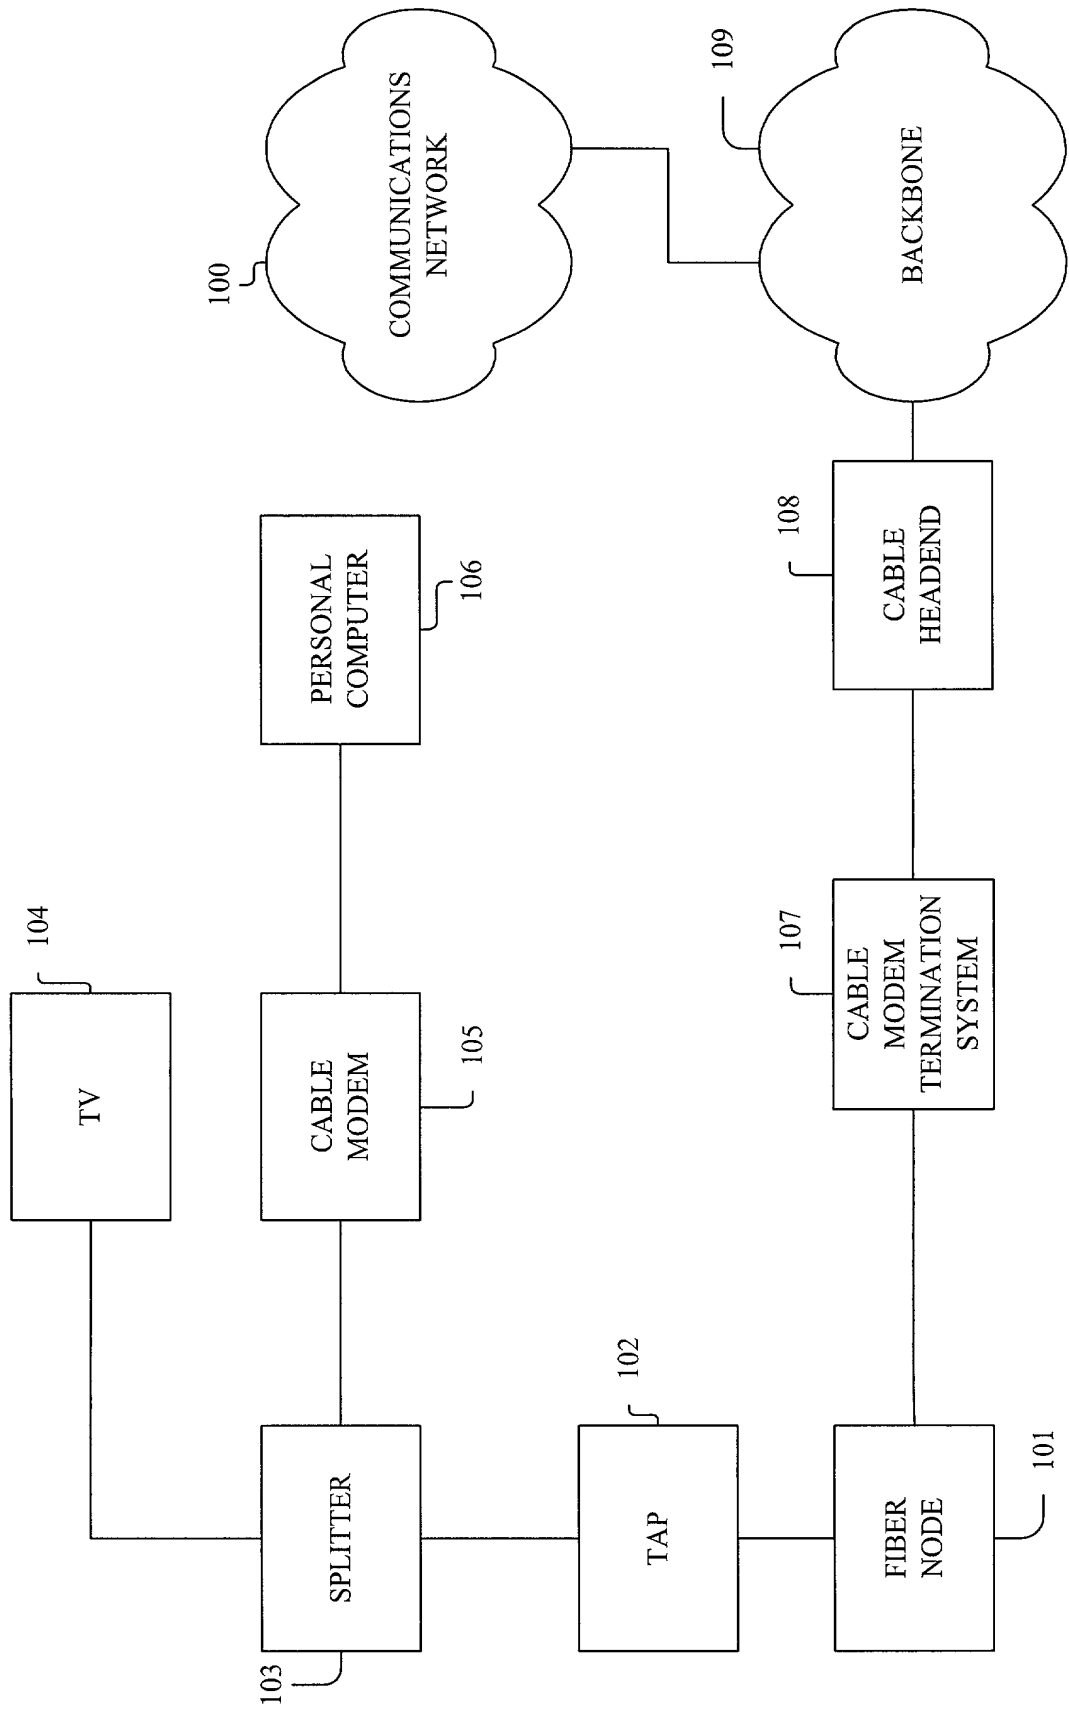 104
TV
103
SPLITTER
CABLE
MODEM
105
PERSONAL
COMPUTER
106
100
COMMUNICATIONS
NETWORK
102
TAP
101
FIBER
NODE
107
CABLE
MODEM
TERMINATION
SYSTEM
108
CABLE
HEADEND
109
BACKBONE